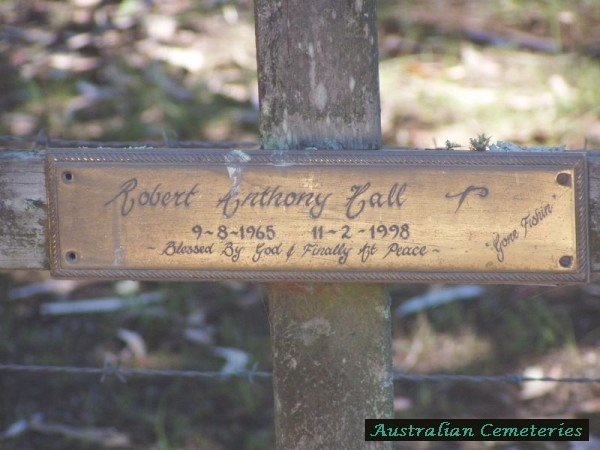 Robert Anthony Hall
9-8-1965 11-2-1998
~ Blessed By God & Finally At Peace ~
"Gone Fishin"
Australian Cemeteries